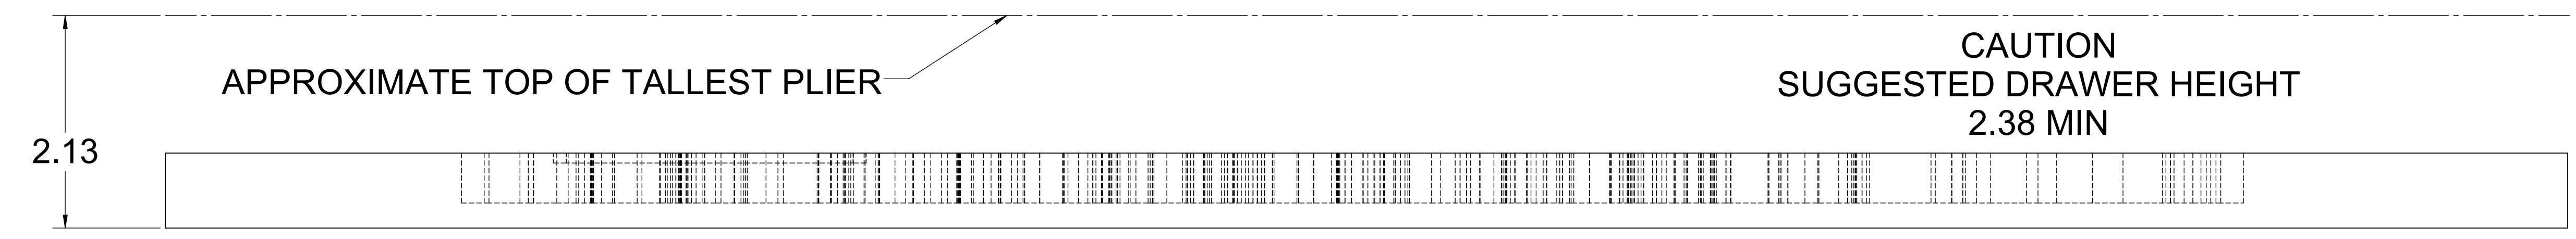 APPROXIMATE TOP OF TALLEST PLIER
2.13
CAUTION
SUGGESTED DRAWER HEIGHT
2.38 MIN